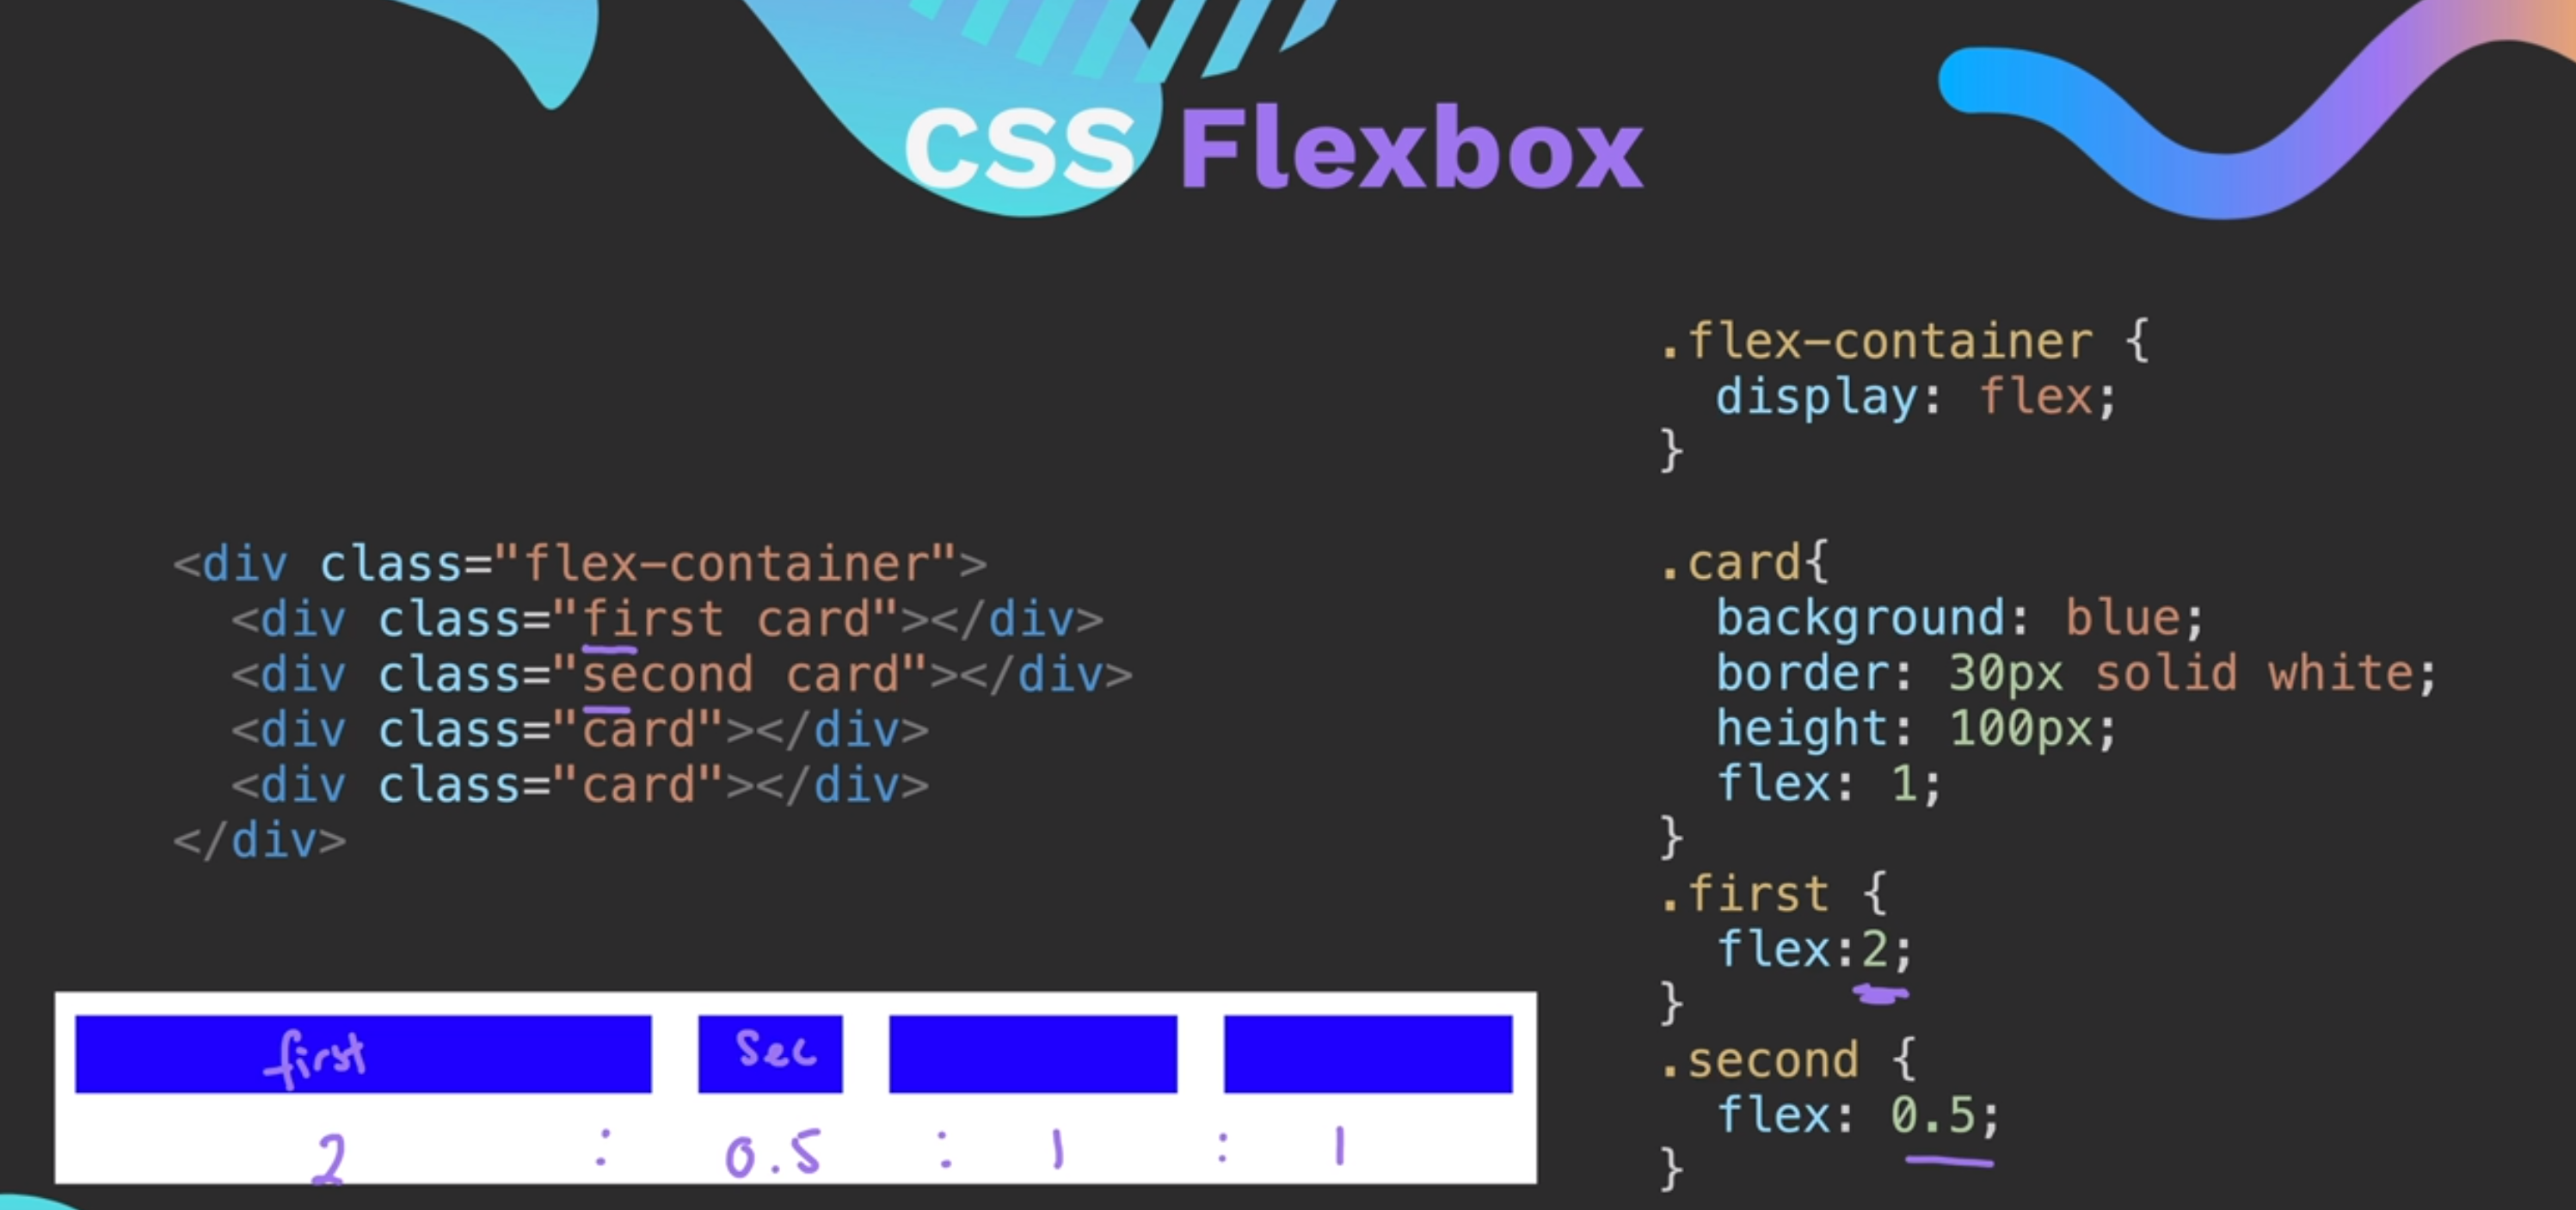 CSS Flexbox
<div class="flex-container">
<div class="first card"></div>
<div class="second card"></div>
<div class="card"></div>
<div class="card"></div>
</div>
first sec
2 : 0.5 : 1 : 1
.flex-container {
display: flex;
}
.card{
background: blue;
border: 30px solid white;
height: 100px;
flex: 1;
}
.first {
flex:2;
}
.second {
flex: 0.5;
}